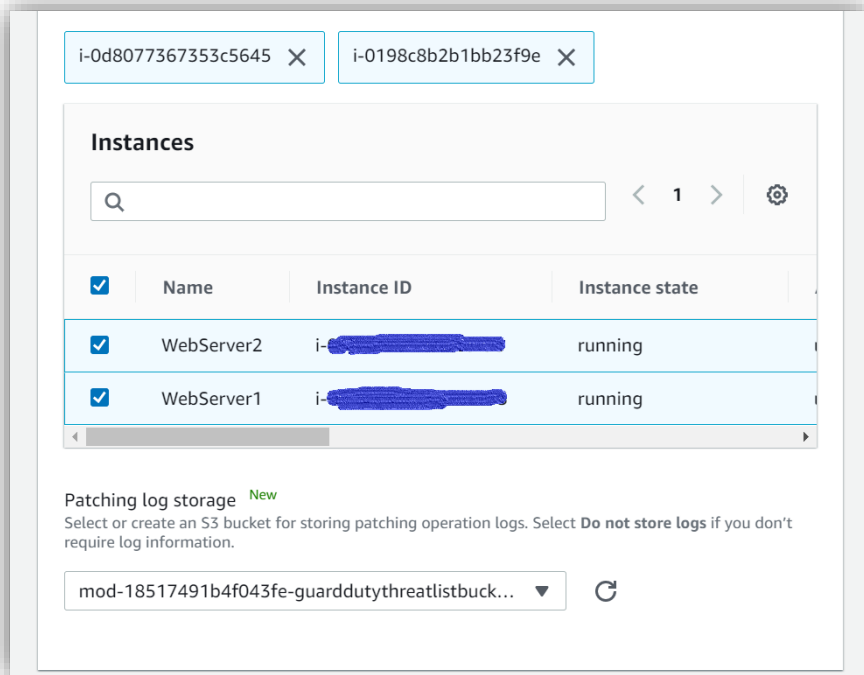 i-0d8077367353c5645 i-0198c8b2b1bb23f9e
Instances
1
Name Instance ID Instance state
WebServer2 i- running
WebServer1 i- running
Patching log storage New
Select or create an S3 bucket for storing patching operation logs. Select Do not store logs if you don't
require log information.
mod-18517491b4f043fe-guarddutythreatlistbuck...